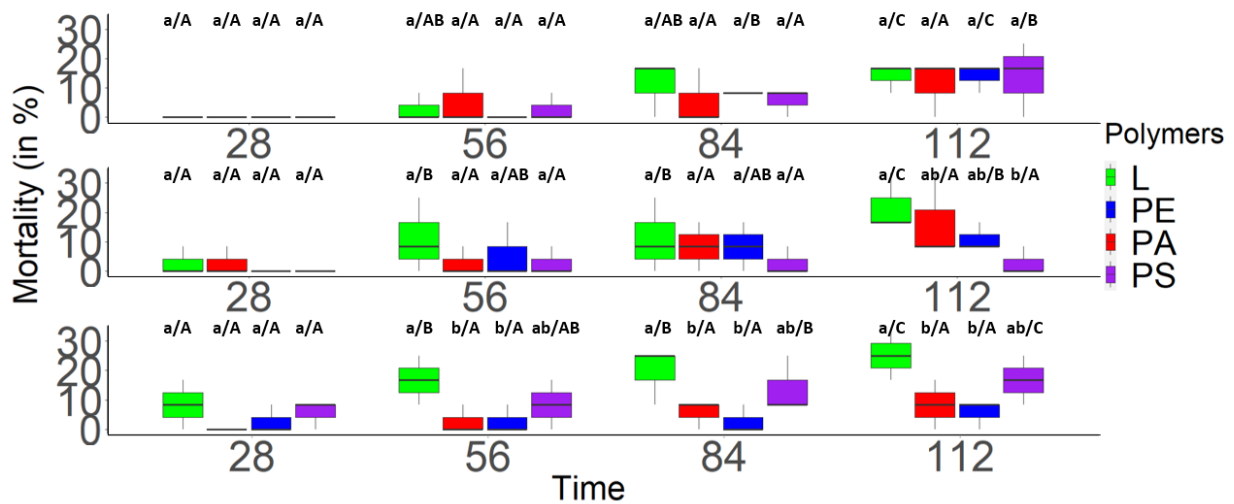 a/A a/A a/A a/A a/AB a/A a/A a/A a/AB a/A a/B a/A a/C a/A a/C a/B
30
20
10
0
28 56 84 112
a/A a/A a/A a/A a/B a/A a/AB a/A a/B a/A a/AB a/A a/C ab/A ab/B b/A
30
20
10
0
28 56 84 112
a/A a/A a/A a/A a/B b/A b/A ab/AB a/B b/A b/A ab/B a/C b/A b/A ab/C
30
20
10
0
28 56 84 112
Mortality (in %)
Time
Polymers
L
PE
PA
PS